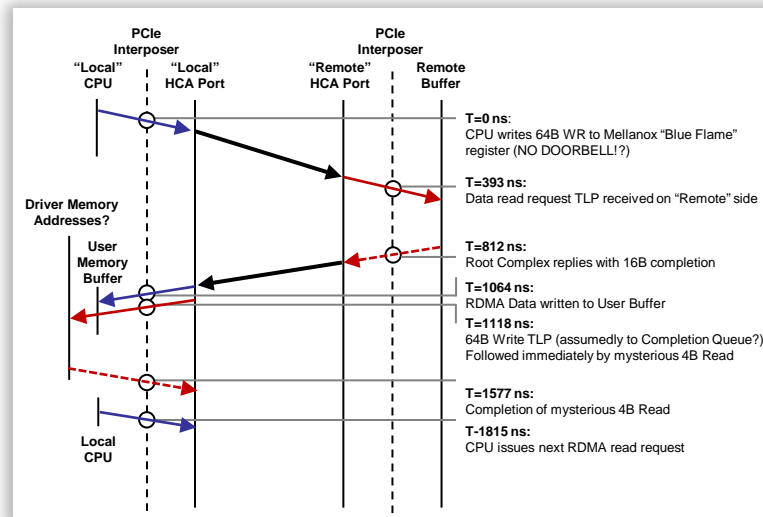 PCIe
Interposer
PCIe
Interposer
“Local”
CPU
“Local”
HCA Port
“Remote”
HCA Port
Remote
Buffer
T=0 ns:
CPU writes 64B WR to Mellanox “Blue Flame”
register (NO DOORBELL!?)
T=393 ns:
Data read request TLP received on “Remote” side
Driver Memory
Addresses?
User
Memory
Buffer
T=812 ns:
Root Complex replies with 16B completion
T=1064 ns:
RDMA Data written to User Buffer
T=1118 ns:
64B Write TLP (assumedly to Completion Queue?)
Followed immediately by mysterious 4B Read
T=1577 ns:
Completion of mysterious 4B Read
T-1815 ns:
CPU issues next RDMA read request
Local
CPU